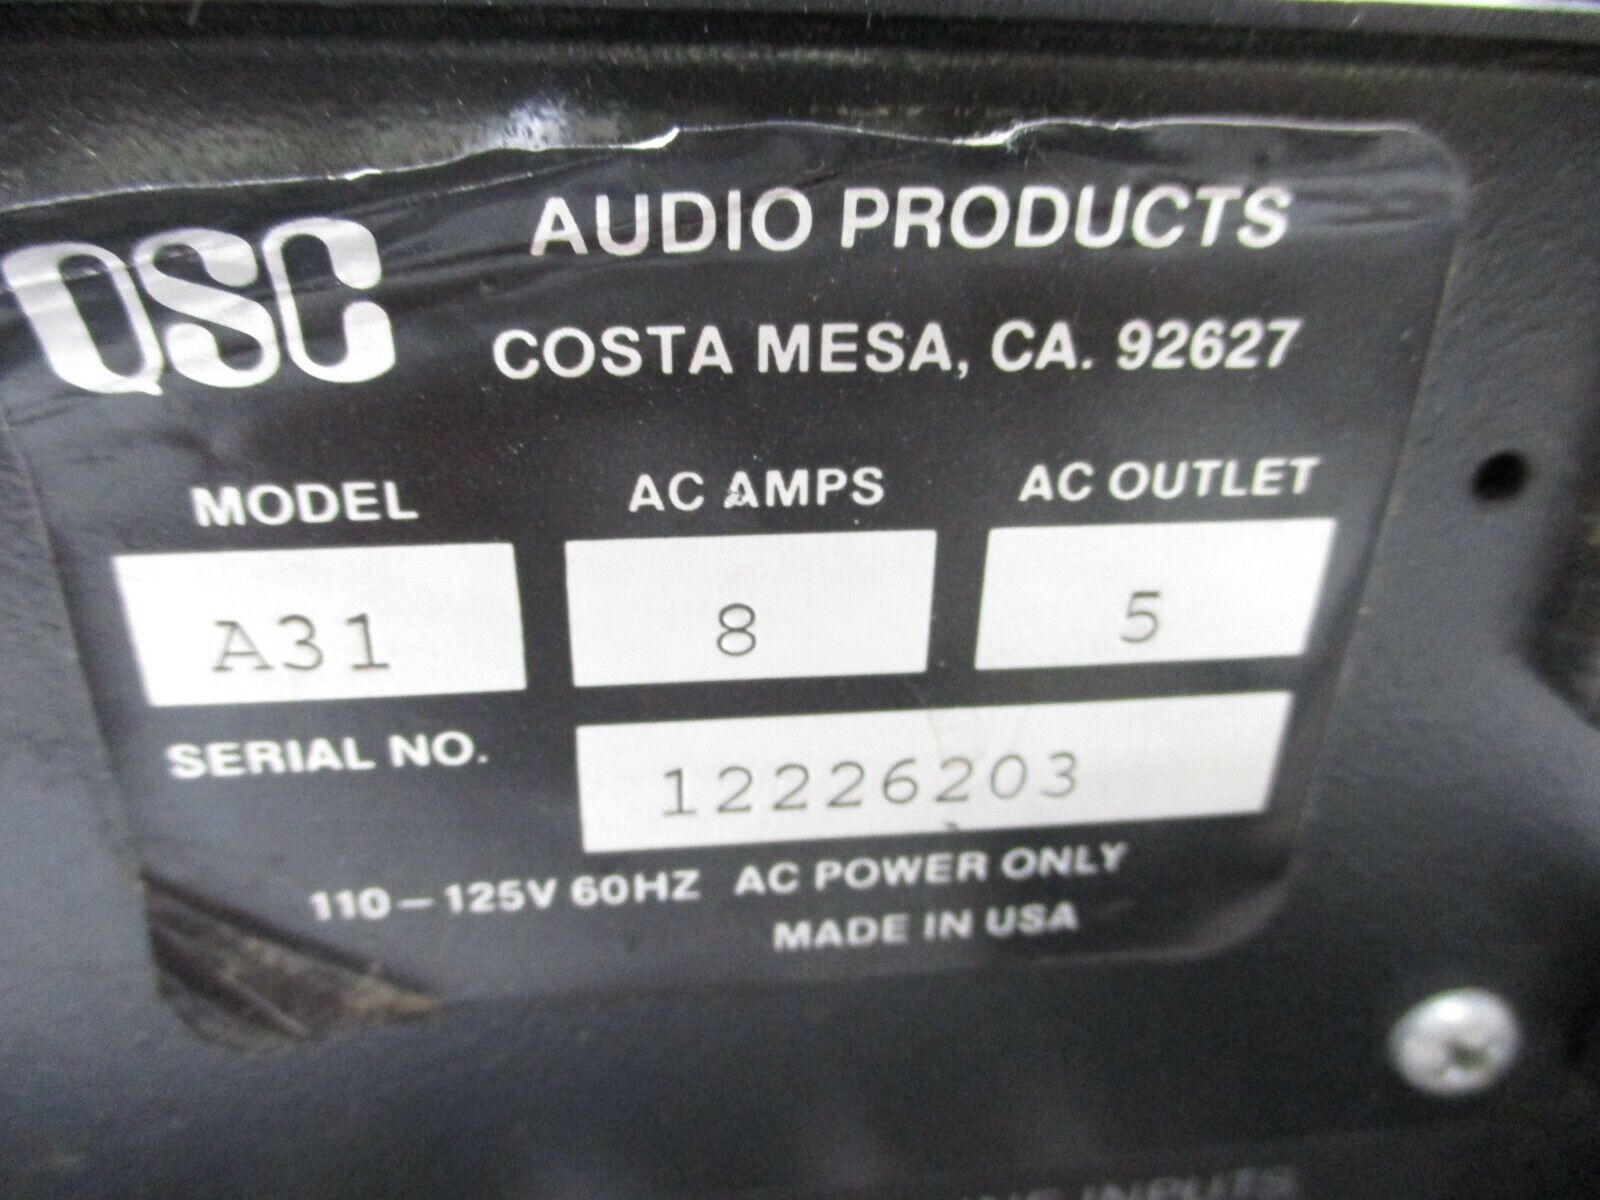 QSC AUDIO PRODUCTS
COSTA MESA, CA. 92627
MODEL AC AMPS AC OUTLET
A31 8 5
SERIAL NO. 12226203
110-125V 60HZ AC POWER ONLY
MADE IN USA
INPUTS